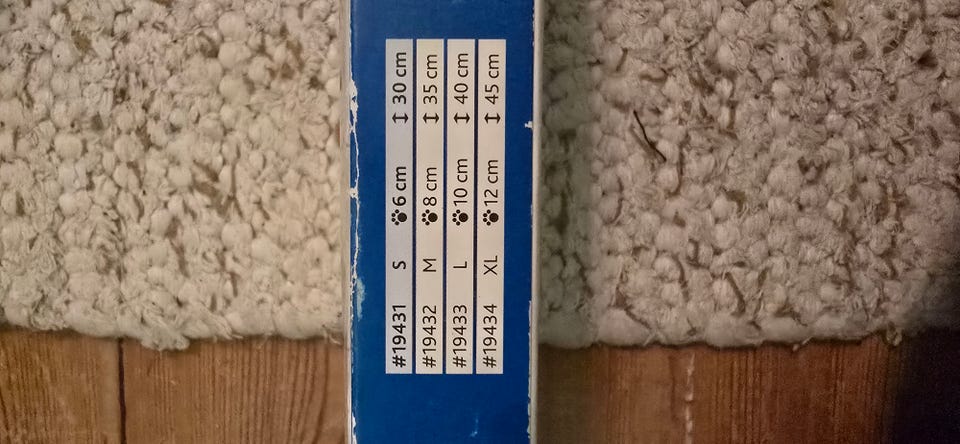 #19431 S 6 cm ↕ 30 cm
#19432 M 8 cm ↕ 35 cm
#19433 L 10 cm ↕ 40 cm
#19434 XL 12 cm ↕ 45 cm